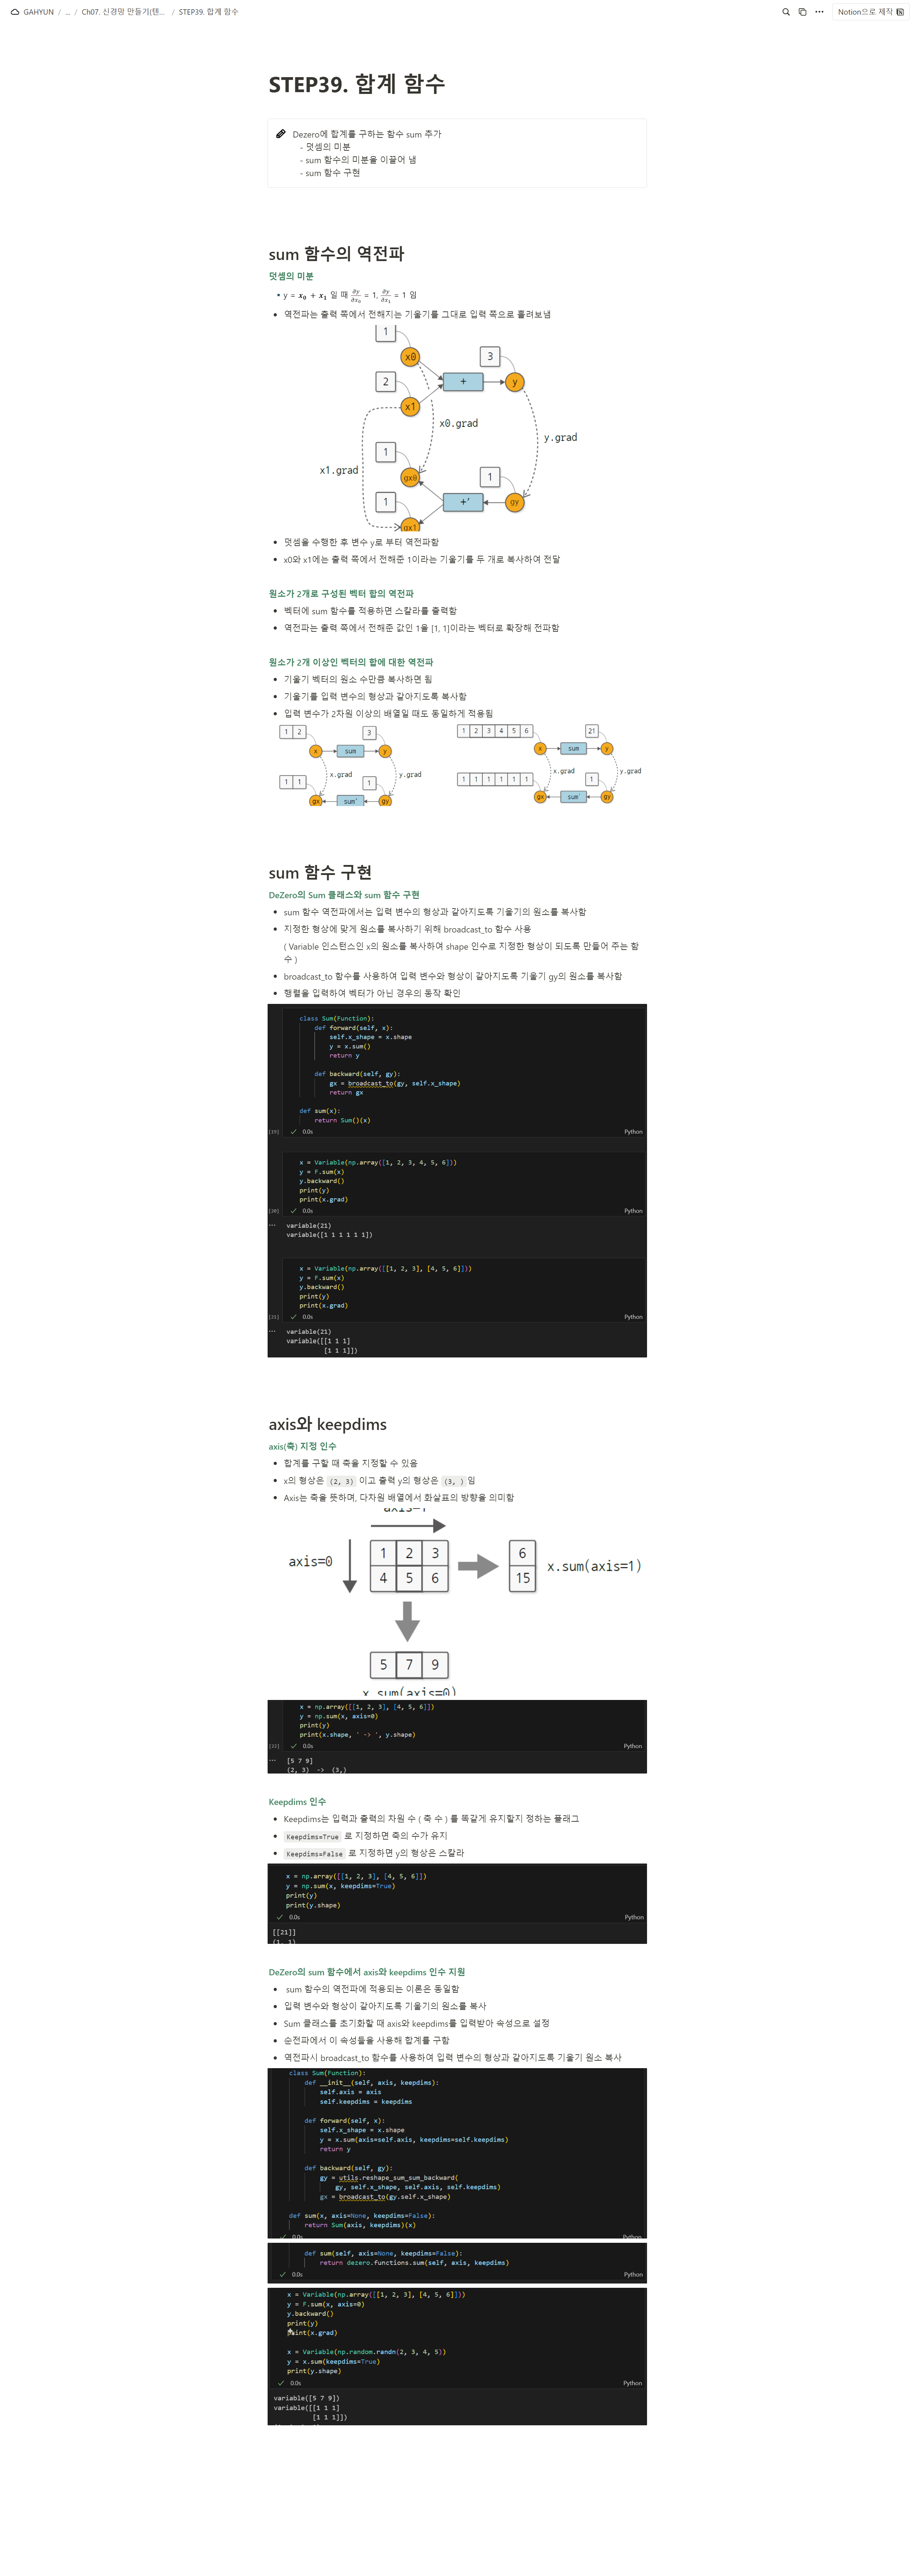 GAHYUN / ... / Ch07. 신경망 만들기(텐... / STEP39. 합계 함수
Notion으로 제작
STEP39. 합계 함수
Dezero에 합계를 구하는 함수 sum 추가
- 덧셈의 미분
- sum 함수의 미분을 이끌어 냄
- sum 함수 구현
sum 함수의 역전파
덧셈의 미분
• y = x₀ + x₁ 일 때 ∂y/∂x₀ = 1, ∂y/∂x₁ = 1 임
• 역전파는 출력 쪽에서 전해지는 기울기를 그대로 입력 쪽으로 흘려보냄
1
x0
3
2
+
y
x1
x0.grad
y.grad
1
x1.grad
gx0
1
1
+'
gy
gx1
• 덧셈을 수행한 후 변수 y로 부터 역전파함
• x0와 x1에는 출력 쪽에서 전해준 1이라는 기울기를 두 개로 복사하여 전달
원소가 2개로 구성된 벡터 합의 역전파
• 벡터에 sum 함수를 적용하면 스칼라를 출력함
• 역전파는 출력 쪽에서 전해준 값인 1을 [1, 1]이라는 벡터로 확장해 전파함
원소가 2개 이상인 벡터의 합에 대한 역전파
• 기울기 벡터의 원소 수만큼 복사하면 됨
• 기울기를 입력 변수의 형상과 같아지도록 복사함
• 입력 변수가 2차원 이상의 배열일 때도 동일하게 적용됨
1 2
3
x
sum
y
x.grad
y.grad
1 1
1
gx
sum'
gy
1 2 3 4 5 6
21
x
sum
y
x.grad
y.grad
1 1 1 1 1 1
1
gx
sum'
gy
sum 함수 구현
DeZero의 Sum 클래스와 sum 함수 구현
• sum 함수 역전파에서는 입력 변수의 형상과 같아지도록 기울기의 원소를 복사함
• 지정한 형상에 맞게 원소를 복사하기 위해 broadcast_to 함수 사용
( Variable 인스턴스인 x의 원소를 복사하여 shape 인수로 지정한 형상이 되도록 만들어 주는 함
수 )
• broadcast_to 함수를 사용하여 입력 변수와 형상이 같아지도록 기울기 gy의 원소를 복사함
• 행렬을 입력하여 벡터가 아닌 경우의 동작 확인
class Sum(Function):
def forward(self, x):
self.x_shape = x.shape
y = x.sum()
return y
def backward(self, gy):
gx = broadcast_to(gy, self.x_shape)
return gx
def sum(x):
return Sum()(x)
[19] ✓ 0.0s Python
x = Variable(np.array([1, 2, 3, 4, 5, 6]))
y = F.sum(x)
y.backward()
print(y)
print(x.grad)
[20] ✓ 0.0s Python
... variable(21)
variable([1 1 1 1 1 1])
x = Variable(np.array([[1, 2, 3], [4, 5, 6]]))
y = F.sum(x)
y.backward()
print(y)
print(x.grad)
[21] ✓ 0.0s Python
... variable(21)
variable([[1 1 1]
[1 1 1]])
axis와 keepdims
axis(축) 지정 인수
• 합계를 구할 때 축을 지정할 수 있음
• x의 형상은 (2, 3) 이고 출력 y의 형상은 (3, ) 임
• Axis는 축을 뜻하며, 다차원 배열에서 화살표의 방향을 의미함
axis=1
axis=0
1 2 3
4 5 6
6
15
x.sum(axis=1)
5 7 9
x.sum(axis=0)
x = np.array([[1, 2, 3], [4, 5, 6]])
y = np.sum(x, axis=0)
print(y)
print(x.shape, ' -> ', y.shape)
[22] ✓ 0.0s Python
... [5 7 9]
(2, 3) -> (3,)
Keepdims 인수
• Keepdims는 입력과 출력의 차원 수 ( 축 수 ) 를 똑같게 유지할지 정하는 플래그
• Keepdims=True 로 지정하면 축의 수가 유지
• Keepdims=False 로 지정하면 y의 형상은 스칼라
x = np.array([[1, 2, 3], [4, 5, 6]])
y = np.sum(x, keepdims=True)
print(y)
print(y.shape)
✓ 0.0s Python
[[21]]
(1, 1)
DeZero의 sum 함수에서 axis와 keepdims 인수 지원
• sum 함수의 역전파에 적용되는 이론은 동일함
• 입력 변수와 형상이 같아지도록 기울기의 원소를 복사
• Sum 클래스를 초기화할 때 axis와 keepdims를 입력받아 속성으로 설정
• 순전파에서 이 속성들을 사용해 합계를 구함
• 역전파시 broadcast_to 함수를 사용하여 입력 변수의 형상과 같아지도록 기울기 원소 복사
class Sum(Function):
def __init__(self, axis, keepdims):
self.axis = axis
self.keepdims = keepdims
def forward(self, x):
self.x_shape = x.shape
y = x.sum(axis=self.axis, keepdims=self.keepdims)
return y
def backward(self, gy):
gy = utils.reshape_sum_sum_backward(
gy, self.x_shape, self.axis, self.keepdims)
gx = broadcast_to(gy.self.x_shape)
def sum(x, axis=None, keepdims=False):
return Sum(axis, keepdims)(x)
✓ 0.0s Python
def sum(self, axis=None, keepdims=False):
return dezero.functions.sum(self, axis, keepdims)
✓ 0.0s Python
x = Variable(np.array([[1, 2, 3], [4, 5, 6]]))
y = F.sum(x, axis=0)
y.backward()
print(y)
print(x.grad)
x = Variable(np.random.randn(2, 3, 4, 5))
y = x.sum(keepdims=True)
print(y.shape)
✓ 0.0s Python
variable([5 7 9])
variable([[1 1 1]
[1 1 1]])